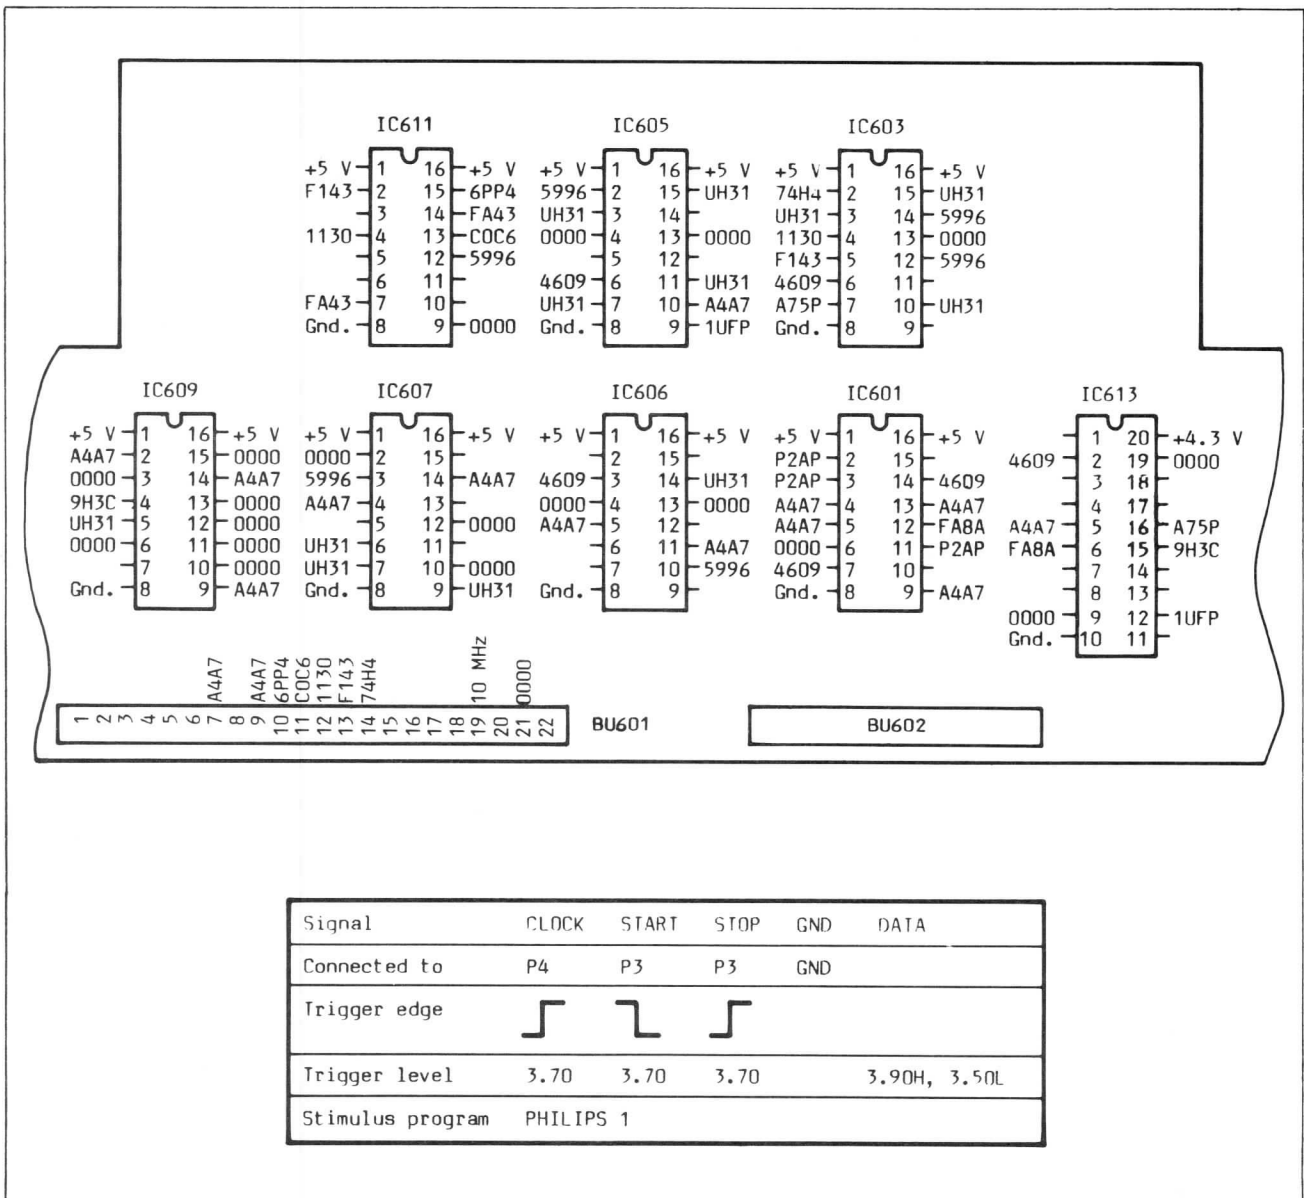 IC611 IC605 IC603
+5 V 1 16 +5 V +5 V 1 16 +5 V +5 V 1 16 +5 V
F143 2 15 6PP4 5996 2 15 UH31 74H4 2 15 UH31
3 14 FA43 UH31 3 14 UH31 3 14 5996
1130 4 13 C0C6 0000 4 13 0000 1130 4 13 0000
5 12 5996 5 12 F143 5 12 5996
6 11 4609 6 11 UH31 4609 6 11
FA43 7 10 UH31 7 10 A4A7 A75P 7 10 UH31
Gnd. 8 9 0000 Gnd. 8 9 1UFP Gnd. 8 9
IC609 IC607 IC606 IC601 IC613
+5 V 1 16 +5 V +5 V 1 16 +5 V +5 V 1 16 +5 V +5 V 1 16 +5 V 1 20 +4.3 V
A4A7 2 15 0000 0000 2 15 2 15 P2AP 2 15 4609 2 19 0000
0000 3 14 A4A7 5996 3 14 A4A7 4609 3 14 UH31 P2AP 3 14 4609 3 18
9H3C 4 13 0000 A4A7 4 13 0000 4 13 0000 A4A7 4 13 A4A7 4 17
UH31 5 12 0000 5 12 0000 A4A7 5 12 A4A7 5 12 FA8A A4A7 5 16 A75P
0000 6 11 0000 UH31 6 11 6 11 A4A7 0000 6 11 P2AP FA8A 6 15 9H3C
7 10 0000 UH31 7 10 0000 7 10 5996 4609 7 10 7 14
Gnd. 8 9 A4A7 Gnd. 8 9 UH31 Gnd. 8 9 Gnd. 8 9 A4A7 8 13
0000 9 12 1UFP
Gnd. 10 11
A4A7 A4A7 6PP4 C0C6 1130 F143 74H4 10 MHz 0000
1 2 3 4 5 6 7 8 9 10 11 12 13 14 15 16 17 18 19 20 21 22 BU601 BU602
Signal CLOCK START STOP GND DATA
Connected to P4 P3 P3 GND
Trigger edge
Trigger level 3.70 3.70 3.70 3.90H, 3.50L
Stimulus program PHILIPS 1